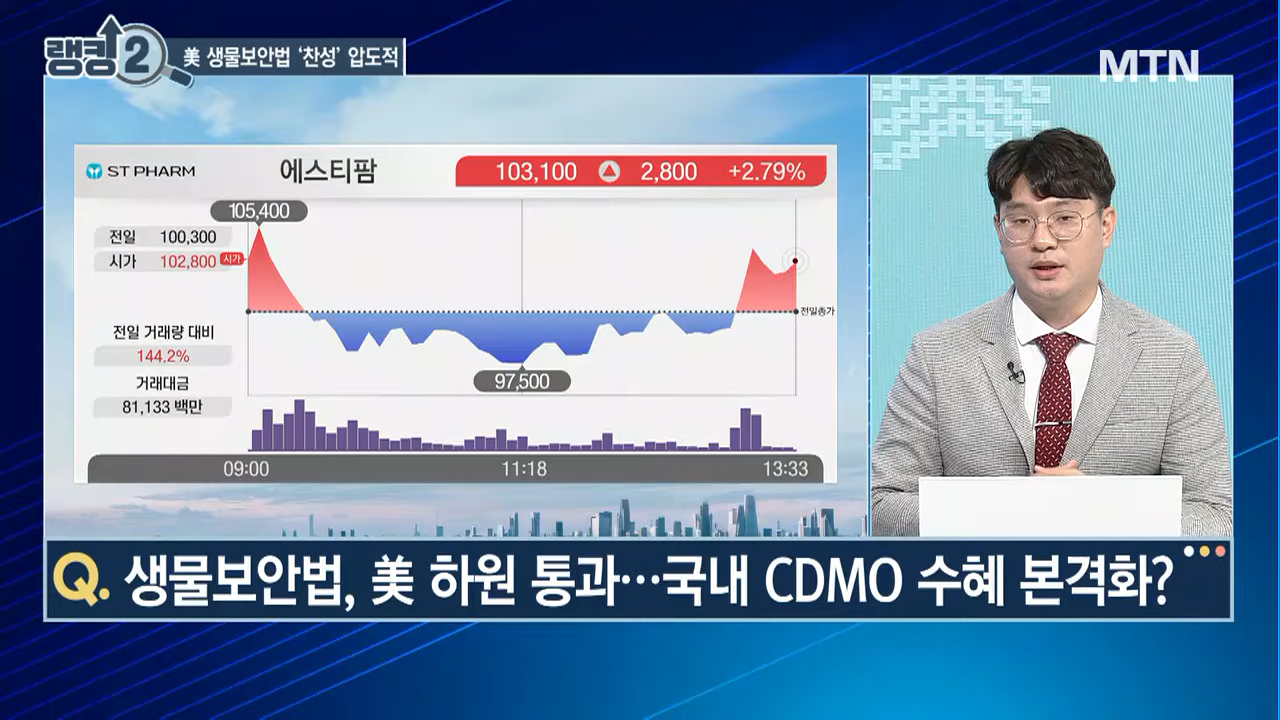 랭킹2
美 생물보안법 '찬성' 압도적
MTN
ST PHARM
에스티팜
103,100 2,800 +2.79%
105,400
전일 100,300
시가 102,800
시가
전일종가
전일 거래량 대비
144.2%
거래대금
81,133 백만
97,500
09:00 11:18 13:33
Q. 생물보안법, 美 하원 통과…국내 CDMO 수혜 본격화?